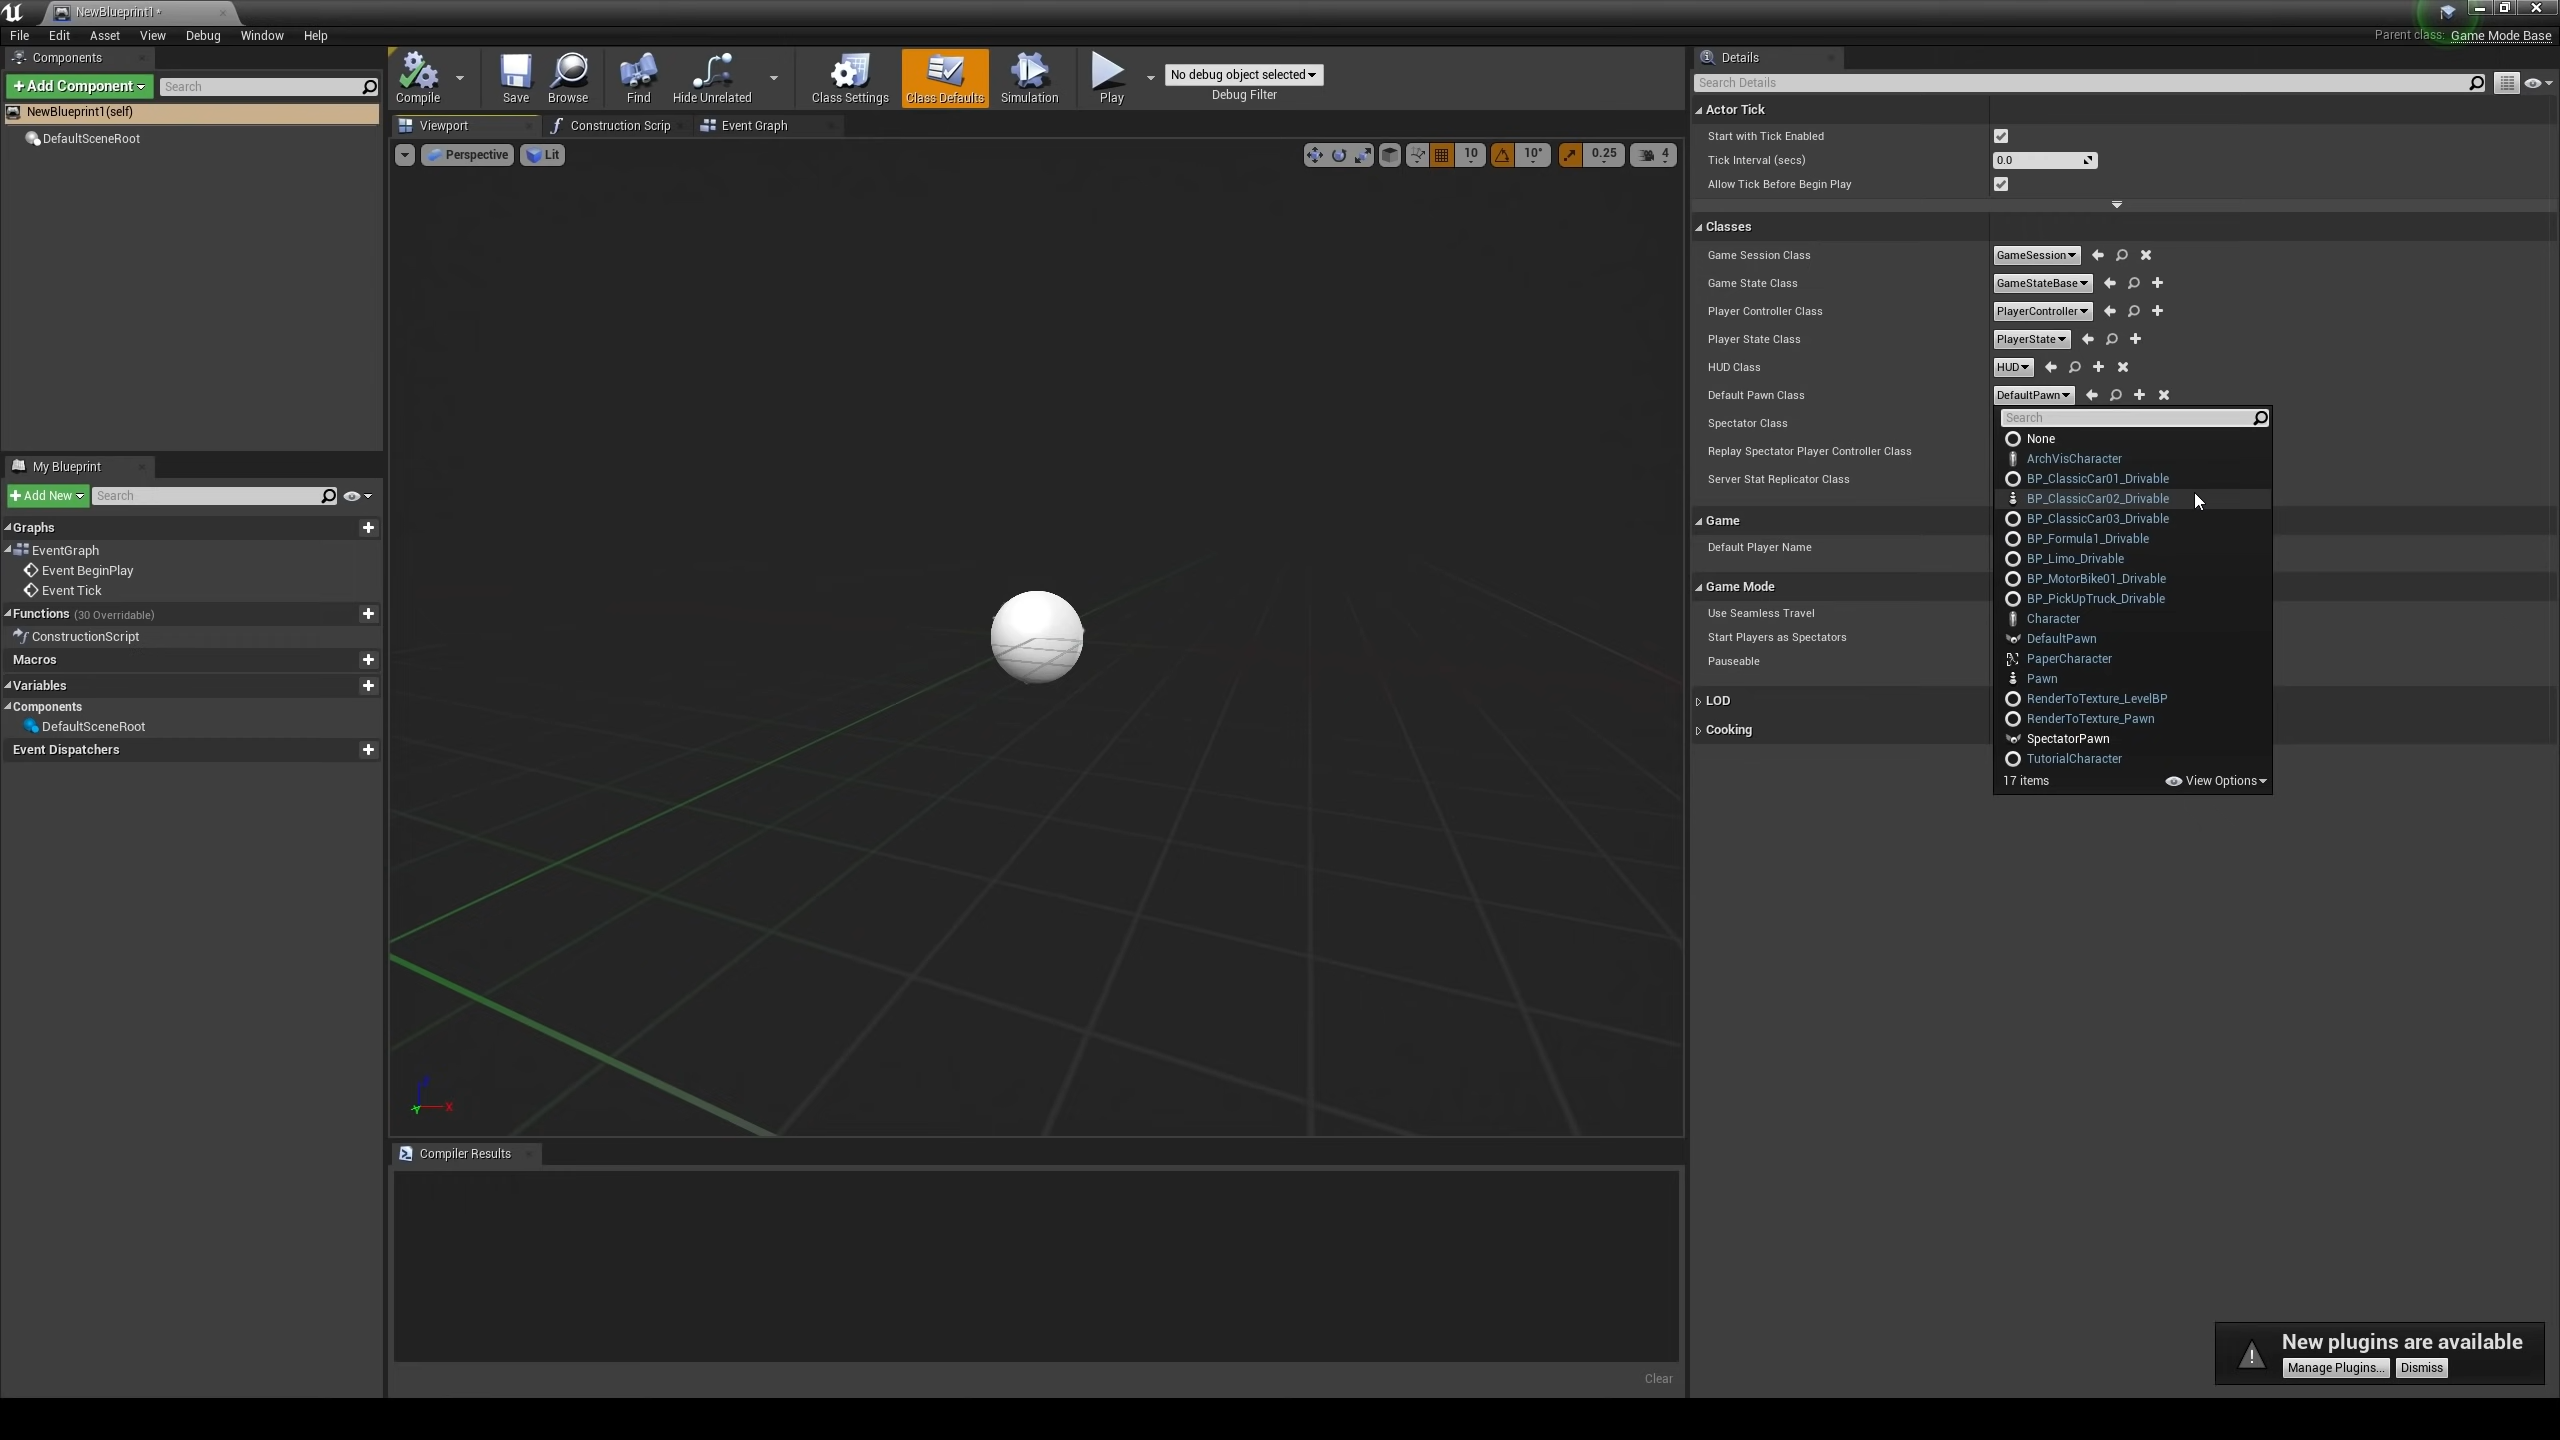 NewBlueprint1*
File Edit Asset View Debug Window Help
Parent class: Game Mode Base
Components
+Add Component
Search
NewBlueprint1(self)
DefaultSceneRoot
My Blueprint
+Add New
Search
Graphs
EventGraph
Event BeginPlay
Event Tick
Functions (30 Overridable)
ConstructionScript
Macros
Variables
Components
DefaultSceneRoot
Event Dispatchers
Compile
Save
Browse
Find
Hide Unrelated
Class Settings
Class Defaults
Simulation
Play
No debug object selected
Debug Filter
Viewport
Construction Scrip
Event Graph
Perspective
Lit
10
10°
0.25
4
X
Compiler Results
Clear
Details
Search Details
Actor Tick
Start with Tick Enabled
Tick Interval (secs) 0.0
Allow Tick Before Begin Play
Classes
Game Session Class GameSession
Game State Class GameStateBase
Player Controller Class PlayerController
Player State Class PlayerState
HUD Class HUD
Default Pawn Class DefaultPawn
Spectator Class
Replay Spectator Player Controller Class
Server Stat Replicator Class
Game
Default Player Name
Game Mode
Use Seamless Travel
Start Players as Spectators
Pauseable
LOD
Cooking
Search
None
ArchVisCharacter
BP_ClassicCar01_Drivable
BP_ClassicCar02_Drivable
BP_ClassicCar03_Drivable
BP_Formula1_Drivable
BP_Limo_Drivable
BP_MotorBike01_Drivable
BP_PickUpTruck_Drivable
Character
DefaultPawn
PaperCharacter
Pawn
RenderToTexture_LevelBP
RenderToTexture_Pawn
SpectatorPawn
TutorialCharacter
17 items
View Options
New plugins are available
Manage Plugins...
Dismiss